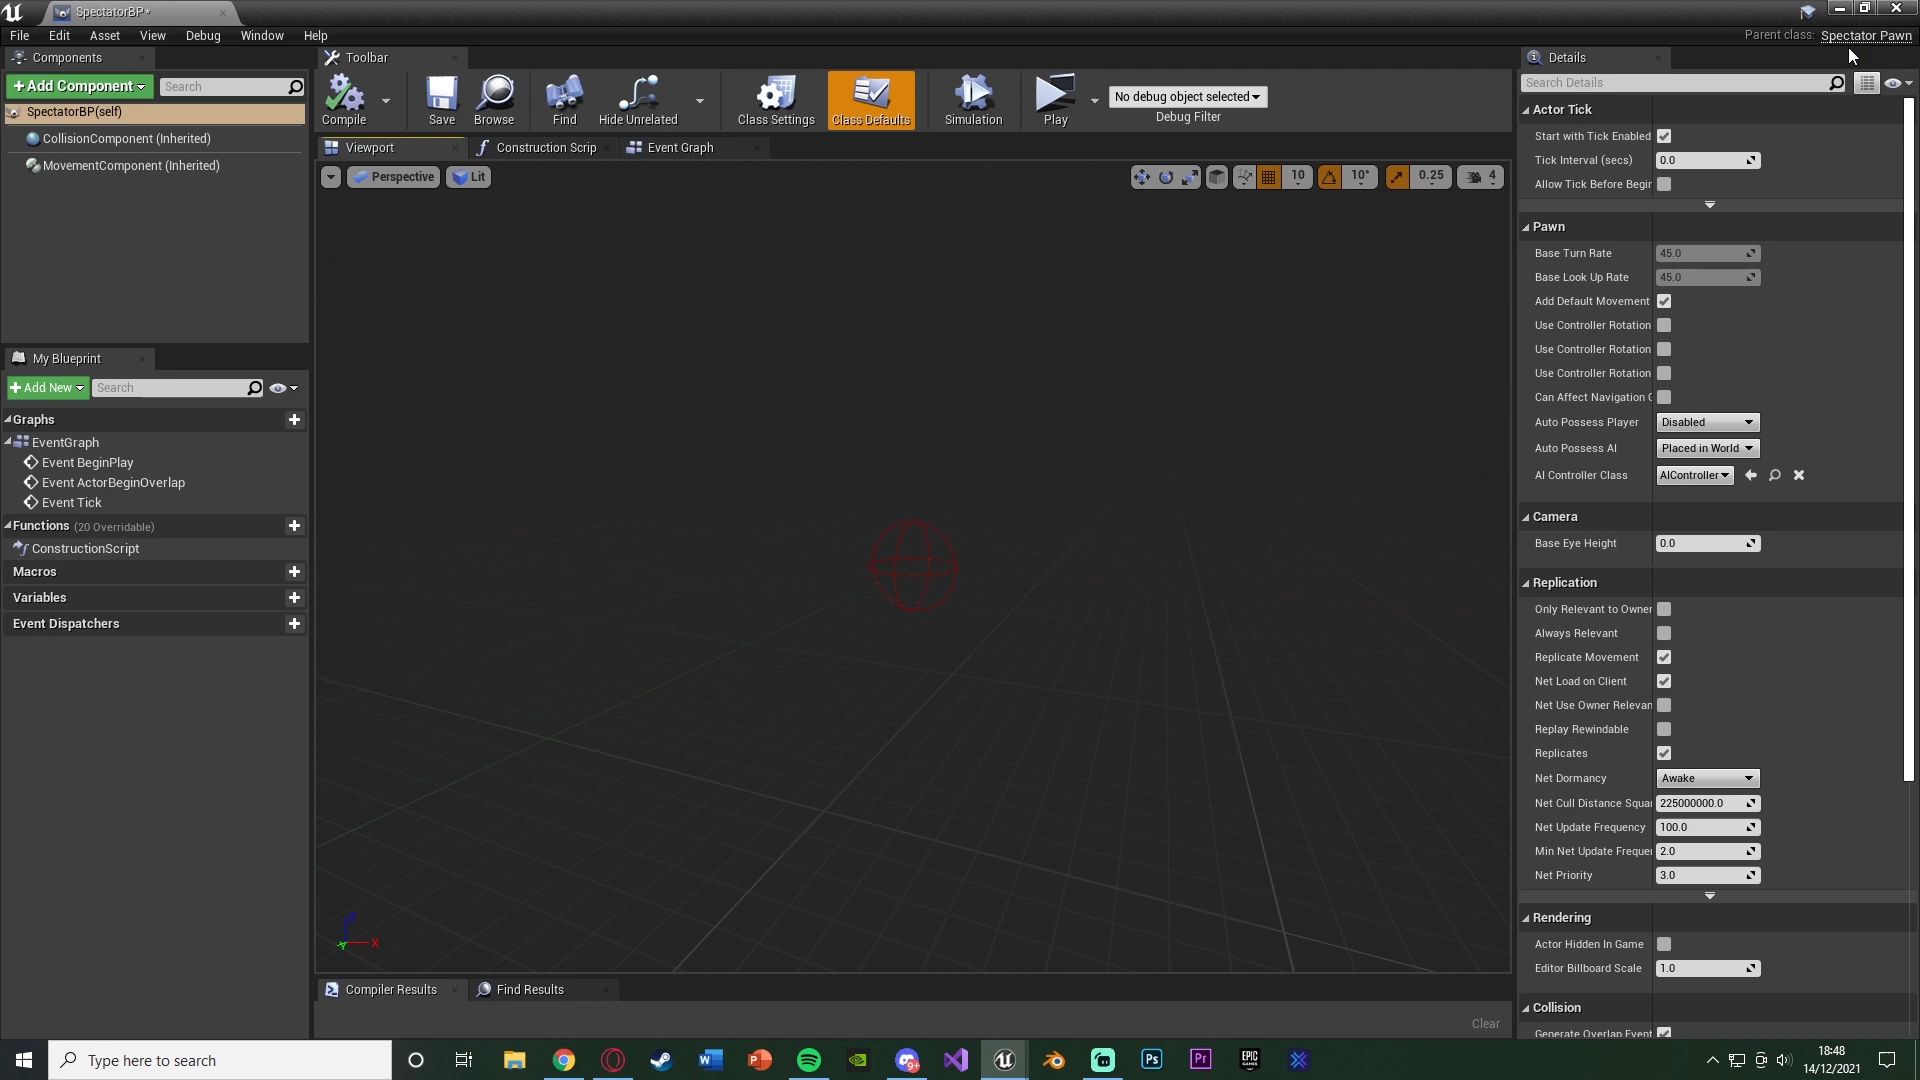 SpectatorBP*
File Edit Asset View Debug Window Help
Parent class: Spectator Pawn
Components
+ Add Component
Search
SpectatorBP(self)
CollisionComponent (Inherited)
MovementComponent (Inherited)
My Blueprint
+ Add New
Search
Graphs
EventGraph
Event BeginPlay
Event ActorBeginOverlap
Event Tick
Functions (20 Overridable)
ConstructionScript
Macros
Variables
Event Dispatchers
Toolbar
Compile
Save
Browse
Find
Hide Unrelated
Class Settings
Class Defaults
Simulation
Play
No debug object selected
Debug Filter
Viewport
Construction Scrip
Event Graph
Perspective
Lit
10
10°
0.25
4
X
Compiler Results
Find Results
Clear
Details
Search Details
Actor Tick
Start with Tick Enabled
Tick Interval (secs) 0.0
Allow Tick Before Begir
Pawn
Base Turn Rate 45.0
Base Look Up Rate 45.0
Add Default Movement
Use Controller Rotation
Use Controller Rotation
Use Controller Rotation
Can Affect Navigation G
Auto Possess Player Disabled
Auto Possess AI Placed in World
AI Controller Class AIController
Camera
Base Eye Height 0.0
Replication
Only Relevant to Owner
Always Relevant
Replicate Movement
Net Load on Client
Net Use Owner Relevan
Replay Rewindable
Replicates
Net Dormancy Awake
Net Cull Distance Squar 225000000.0
Net Update Frequency 100.0
Min Net Update Frequer 2.0
Net Priority 3.0
Rendering
Actor Hidden In Game
Editor Billboard Scale 1.0
Collision
Generate Overlap Event
Type here to search
9+
Ps
Pr
EPIC GAMES
18:48
14/12/2021